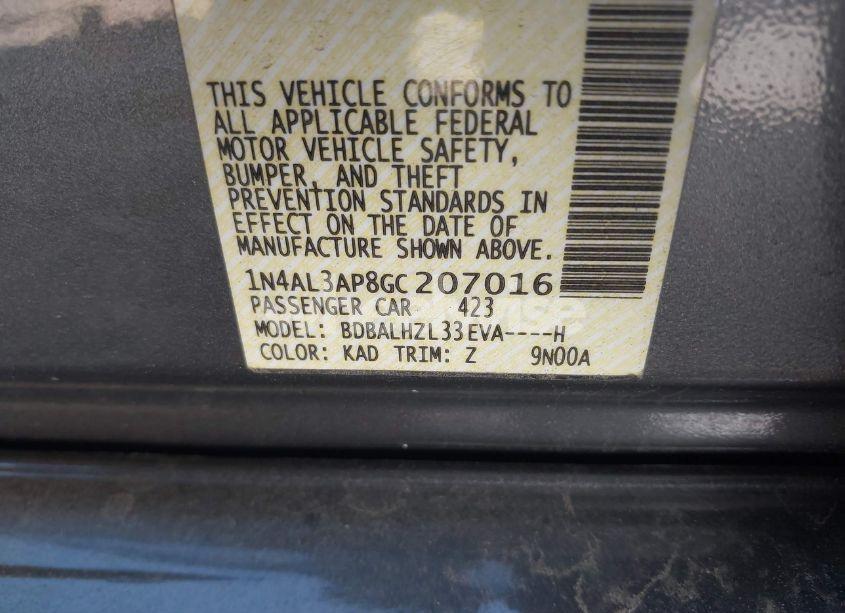 THIS VEHICLE CONFORMS TO
ALL APPLICABLE FEDERAL
MOTOR VEHICLE SAFETY,
BUMPER, AND THEFT
PREVENTION STANDARDS IN
EFFECT ON THE DATE OF
MANUFACTURE SHOWN ABOVE.
1N4AL3AP8GC207016
PASSENGER CAR 423
MODEL: BDBALHZL33EVA----H
COLOR: KAD TRIM: Z 9N00A